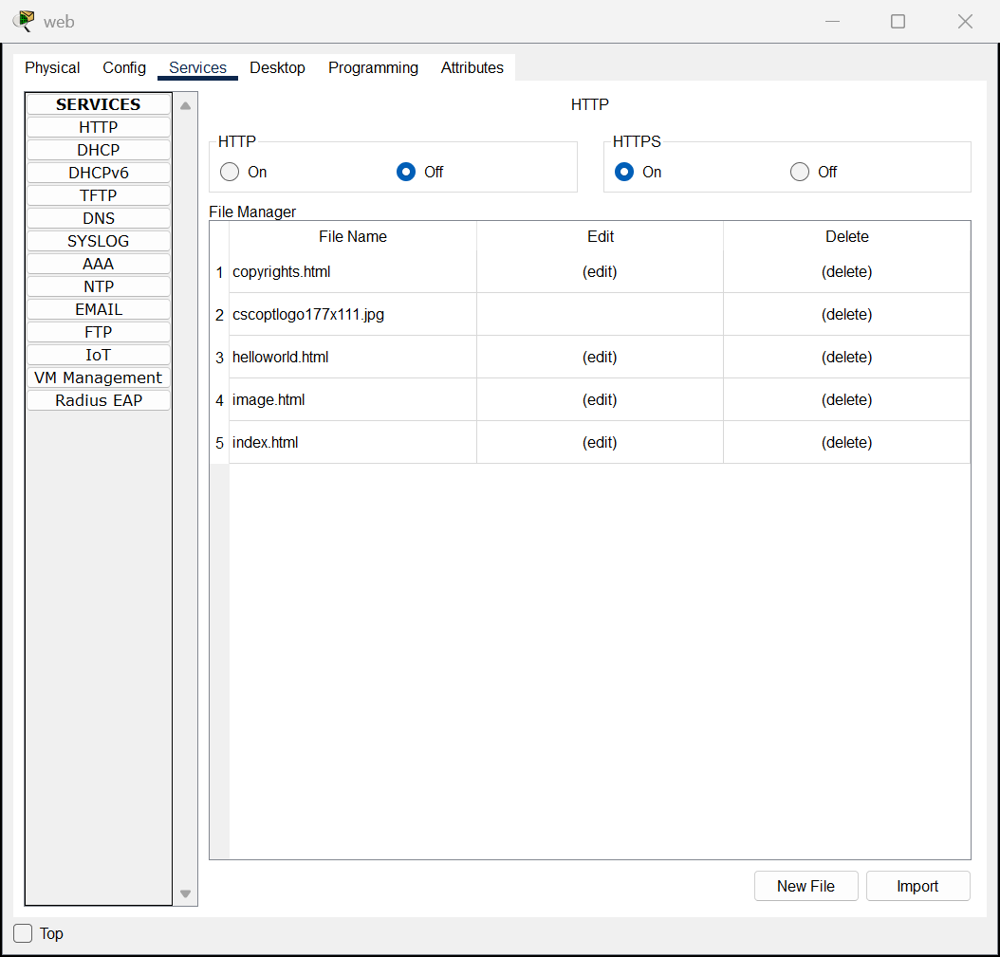 web
Physical Config Services Desktop Programming Attributes
SERVICES
HTTP
DHCP
DHCPv6
TFTP
DNS
SYSLOG
AAA
NTP
EMAIL
FTP
IoT
VM Management
Radius EAP
HTTP
HTTP
On Off
HTTPS
On Off
File Manager
File Name Edit Delete
1 copyrights.html (edit) (delete)
2 cscoptlogo177x111.jpg (delete)
3 helloworld.html (edit) (delete)
4 image.html (edit) (delete)
5 index.html (edit) (delete)
New File Import
Top